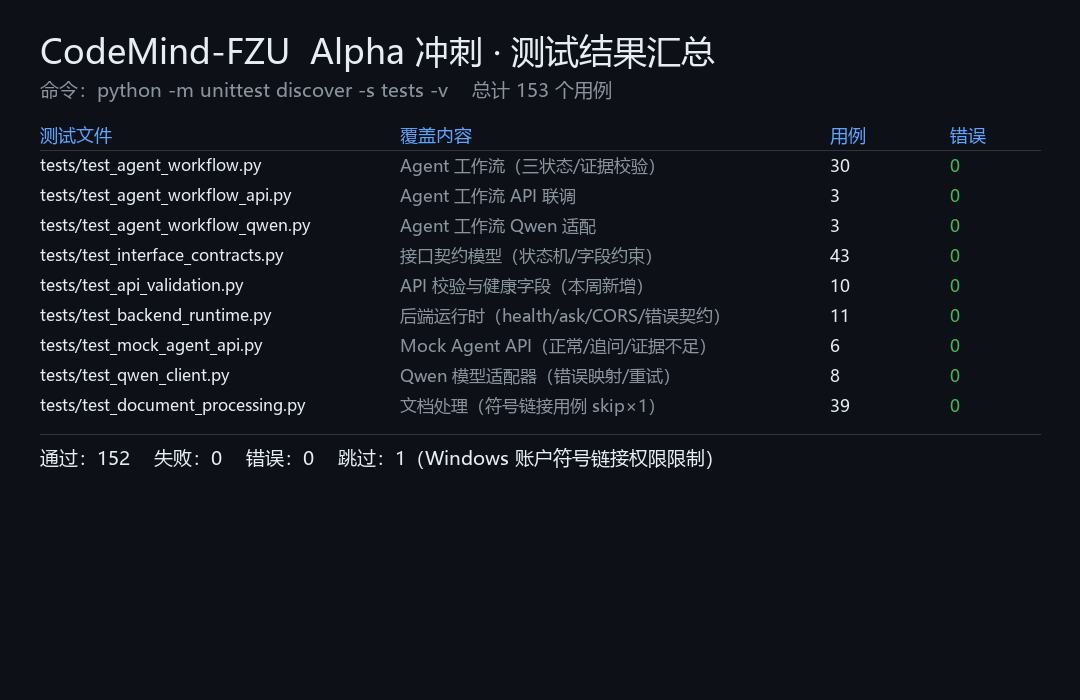 CodeMind-FZU Alpha 冲刺 · 测试结果汇总
命令：python -m unittest discover -s tests -v 总计 153 个用例
测试文件 覆盖内容 用例 错误
tests/test_agent_workflow.py Agent 工作流（三状态/证据校验） 30 0
tests/test_agent_workflow_api.py Agent 工作流 API 联调 3 0
tests/test_agent_workflow_qwen.py Agent 工作流 Qwen 适配 3 0
tests/test_interface_contracts.py 接口契约模型（状态机/字段约束） 43 0
tests/test_api_validation.py API 校验与健康字段（本周新增） 10 0
tests/test_backend_runtime.py 后端运行时（health/ask/CORS/错误契约） 11 0
tests/test_mock_agent_api.py Mock Agent API（正常/追问/证据不足） 6 0
tests/test_qwen_client.py Qwen 模型适配器（错误映射/重试） 8 0
tests/test_document_processing.py 文档处理（符号链接用例 skip×1） 39 0
通过：152 失败：0 错误：0 跳过：1（Windows 账户符号链接权限限制）